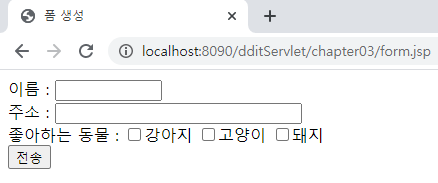 폼 생성
localhost:8090/dditServlet/chapter03/form.jsp
이름 :
주소 :
좋아하는 동물 : 강아지 고양이 돼지
전송